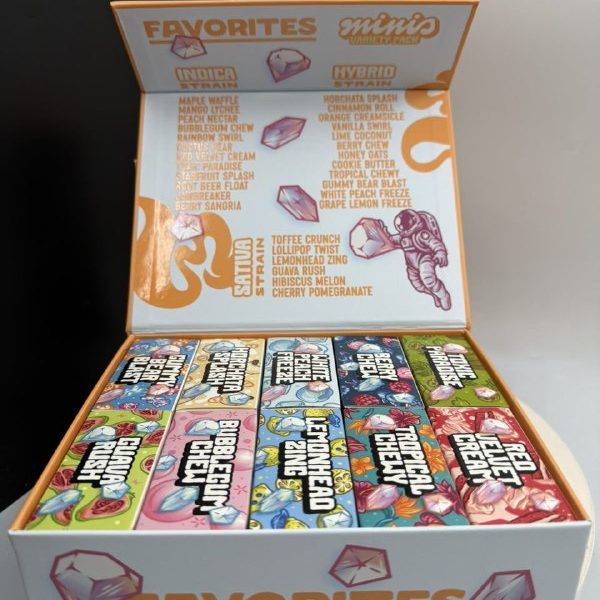 FAVORITES
minis
VARIETY PACK
INDICA
STRAIN
MAPLE WAFFLE
MANGO LYCHEE
PEACH NECTAR
BUBBLEGUM CHEW
RAINBOW SWIRL
RED VELVET CREAM
PARADISE
STARFRUIT SPLASH
ROOT BEER FLOAT
BERRY SANGRIA
HYBRID
STRAIN
HORCHATA SPLASH
CINNAMON ROLL
ORANGE CREAMSICLE
VANILLA SWIRL
LIME COCONUT
BERRY CHEW
HONEY OATS
COOKIE BUTTER
TROPICAL CHEWY
GUMMY BEAR BLAST
WHITE PEACH FREEZE
GRAPE LEMON FREEZE
SATIVA
STRAIN
TOFFEE CRUNCH
LOLLIPOP TWIST
LEMONHEAD ZING
GUAVA RUSH
HIBISCUS MELON
CHERRY POMEGRANATE
GUMMY
BEAR
BLAST
HORCHATA
SPLASH
WHITE
PEACH
FREEZE
BERRY
CHEW
PARADISE
GUAVA
RUSH
BUBBLEGUM
CHEW
LEMONHEAD
ZING
TROPICAL
CHEWY
RED
VELVET
CREAM
FAVORITES